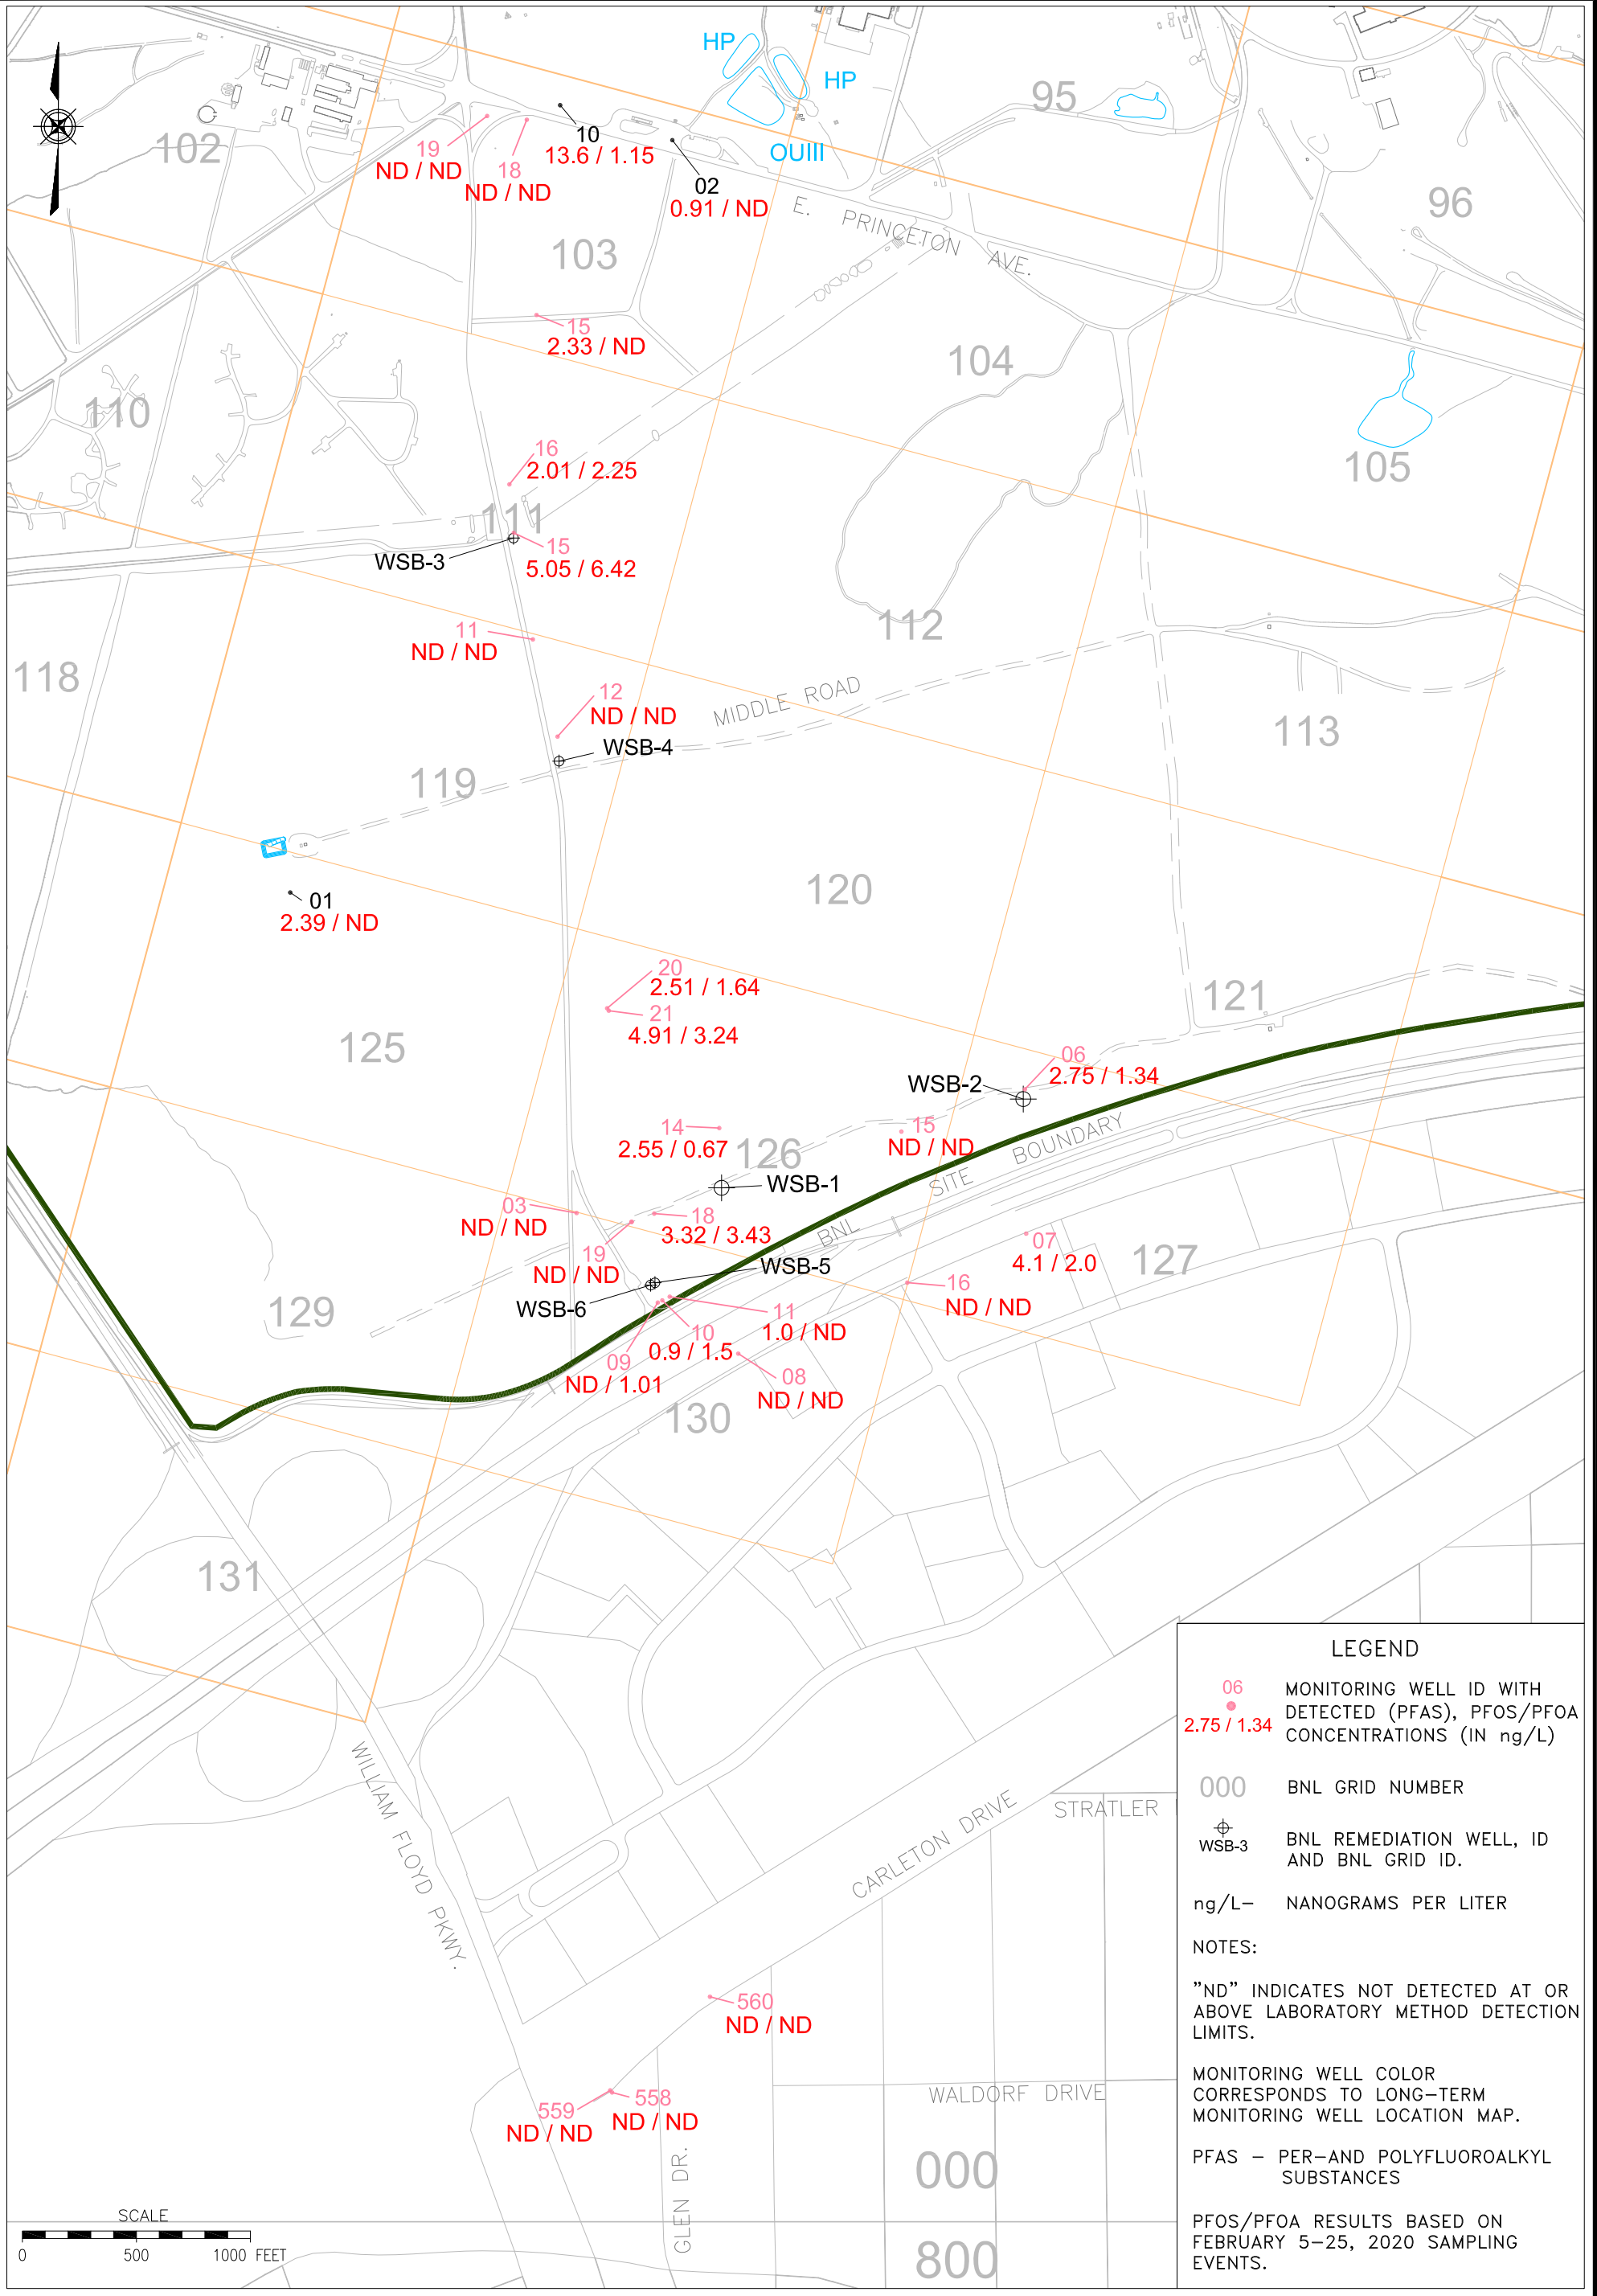 HP
HP
95
102
10
13.6 / 1.15
19
ND / ND
18
ND / ND
OUIII
02
0.91 / ND
96
E. PRINCETON AVE.
103
15
2.33 / ND
104
110
105
16
2.01 / 2.25
111
WSB-3
15
5.05 / 6.42
112
11
ND / ND
118
12
ND / ND
MIDDLE ROAD
113
WSB-4
119
120
01
2.39 / ND
20
2.51 / 1.64
21
4.91 / 3.24
121
125
06
2.75 / 1.34
WSB-2
14
2.55 / 0.67
15
ND / ND
126
WSB-1
BNL SITE BOUNDARY
03
ND / ND
18
3.32 / 3.43
19
ND / ND
07
4.1 / 2.0
127
WSB-5
WSB-6
16
ND / ND
129
11
1.0 / ND
10
0.9 / 1.5
09
ND / 1.01
08
ND / ND
130
131
WILLIAM FLOYD PKWY.
CARLETON DRIVE
STRATLER
560
ND / ND
559
ND / ND
558
ND / ND
WALDORF DRIVE
GLEN DR.
000
800
SCALE
0 500 1000 FEET
LEGEND
06
2.75 / 1.34
MONITORING WELL ID WITH
DETECTED (PFAS), PFOS/PFOA
CONCENTRATIONS (IN ng/L)
000 BNL GRID NUMBER
WSB-3
BNL REMEDIATION WELL, ID
AND BNL GRID ID.
ng/L- NANOGRAMS PER LITER
NOTES:
"ND" INDICATES NOT DETECTED AT OR
ABOVE LABORATORY METHOD DETECTION
LIMITS.
MONITORING WELL COLOR
CORRESPONDS TO LONG-TERM
MONITORING WELL LOCATION MAP.
PFAS - PER-AND POLYFLUOROALKYL
SUBSTANCES
PFOS/PFOA RESULTS BASED ON
FEBRUARY 5-25, 2020 SAMPLING
EVENTS.